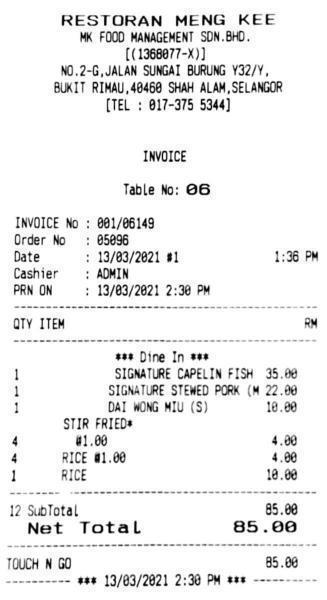 RESTORAN MENG KEE
MK FOOD MANAGEMENT SDN.BHD.
[(1368077-X)]
NO.2-G,JALAN SUNGAI BURUNG Y32/Y,
BUKIT RIMAU,40460 SHAH ALAM,SELANGOR
[TEL : 017-375 5344]
INVOICE
Table No: 06
INVOICE No : 001/06149
Order No : 05096
Date : 13/03/2021 #1 1:36 PM
Cashier : ADMIN
PRN ON : 13/03/2021 2:30 PM
QTY ITEM RM
*** Dine In ***
1 SIGNATURE CAPELIN FISH 35.00
1 SIGNATURE STEWED PORK (M 22.00
1 DAI WONG MIU (S) 10.00
STIR FRIED*
4 @1.00 4.00
4 RICE @1.00 4.00
1 RICE 10.00
12 SubTotal 85.00
Net Total 85.00
TOUCH N GO 85.00
---------- *** 13/03/2021 2:30 PM *** ----------